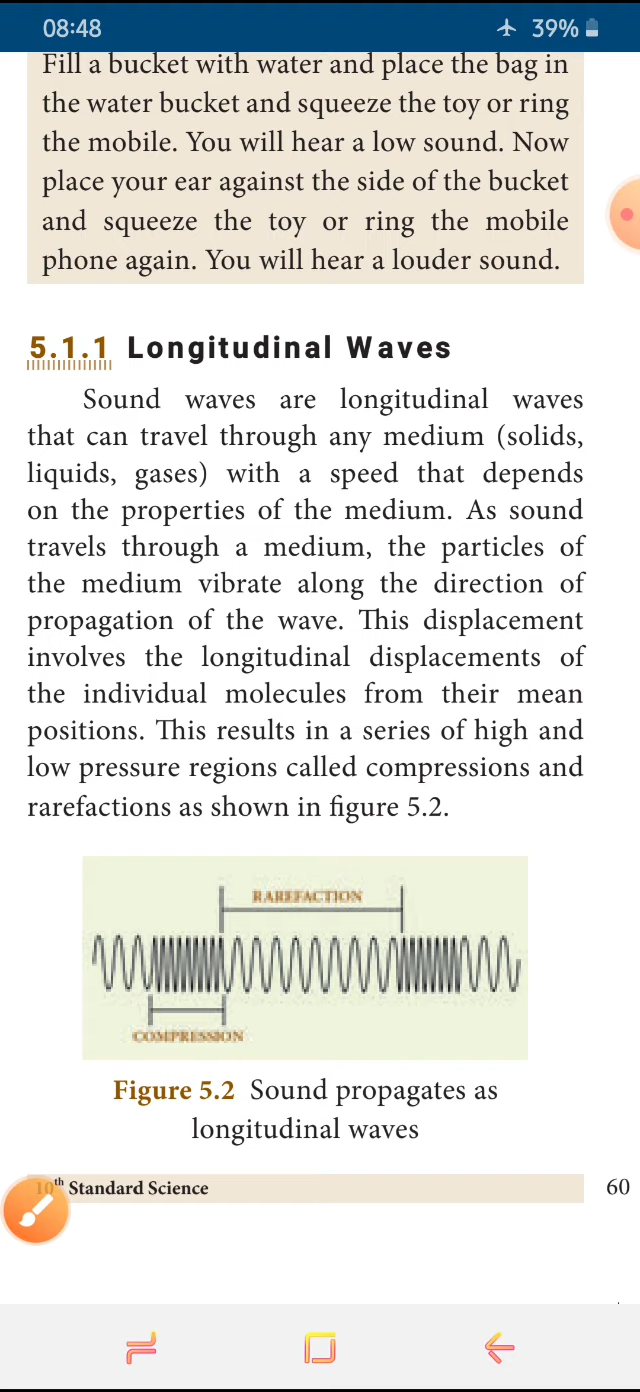 08:48
39%
Fill a bucket with water and place the bag in
the water bucket and squeeze the toy or ring
the mobile. You will hear a low sound. Now
place your ear against the side of the bucket
and squeeze the toy or ring the mobile
phone again. You will hear a louder sound.
5.1.1 Longitudinal Waves
Sound waves are longitudinal waves
that can travel through any medium (solids,
liquids, gases) with a speed that depends
on the properties of the medium. As sound
travels through a medium, the particles of
the medium vibrate along the direction of
propagation of the wave. This displacement
involves the longitudinal displacements of
the individual molecules from their mean
positions. This results in a series of high and
low pressure regions called compressions and
rarefactions as shown in figure 5.2.
RAREFACTION
COMPRESSION
Figure 5.2 Sound propagates as
longitudinal waves
10th Standard Science
60